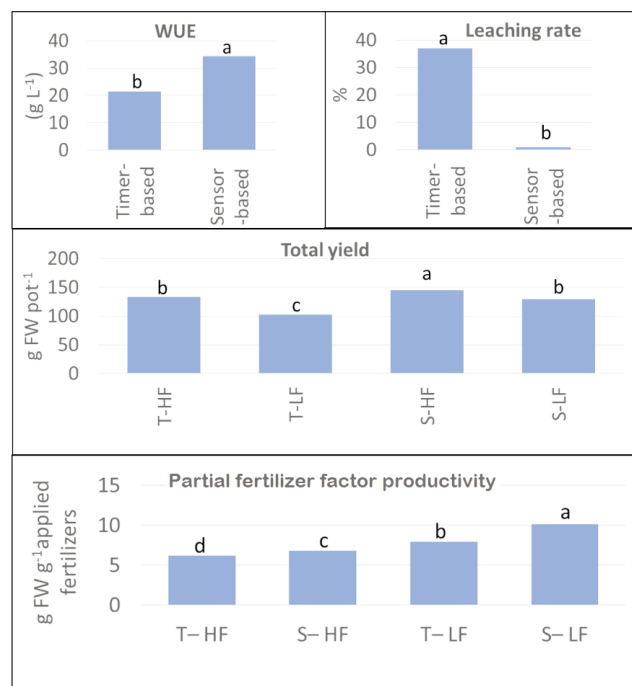 WUE
40
30
20
10
0
(g L⁻¹)
b
a
Timer-
based
Sensor
-based
Leaching rate
40
30
20
10
0
%
a
b
Timer-
based
Sensor
-based
Total yield
200
150
100
50
0
g FW pot⁻¹
b
c
a
b
T-HF
T-LF
S-HF
S-LF
Partial fertilizer factor productivity
15
10
5
0
g FW g⁻¹applied
fertilizers
d
c
b
a
T– HF
S– HF
T– LF
S– LF